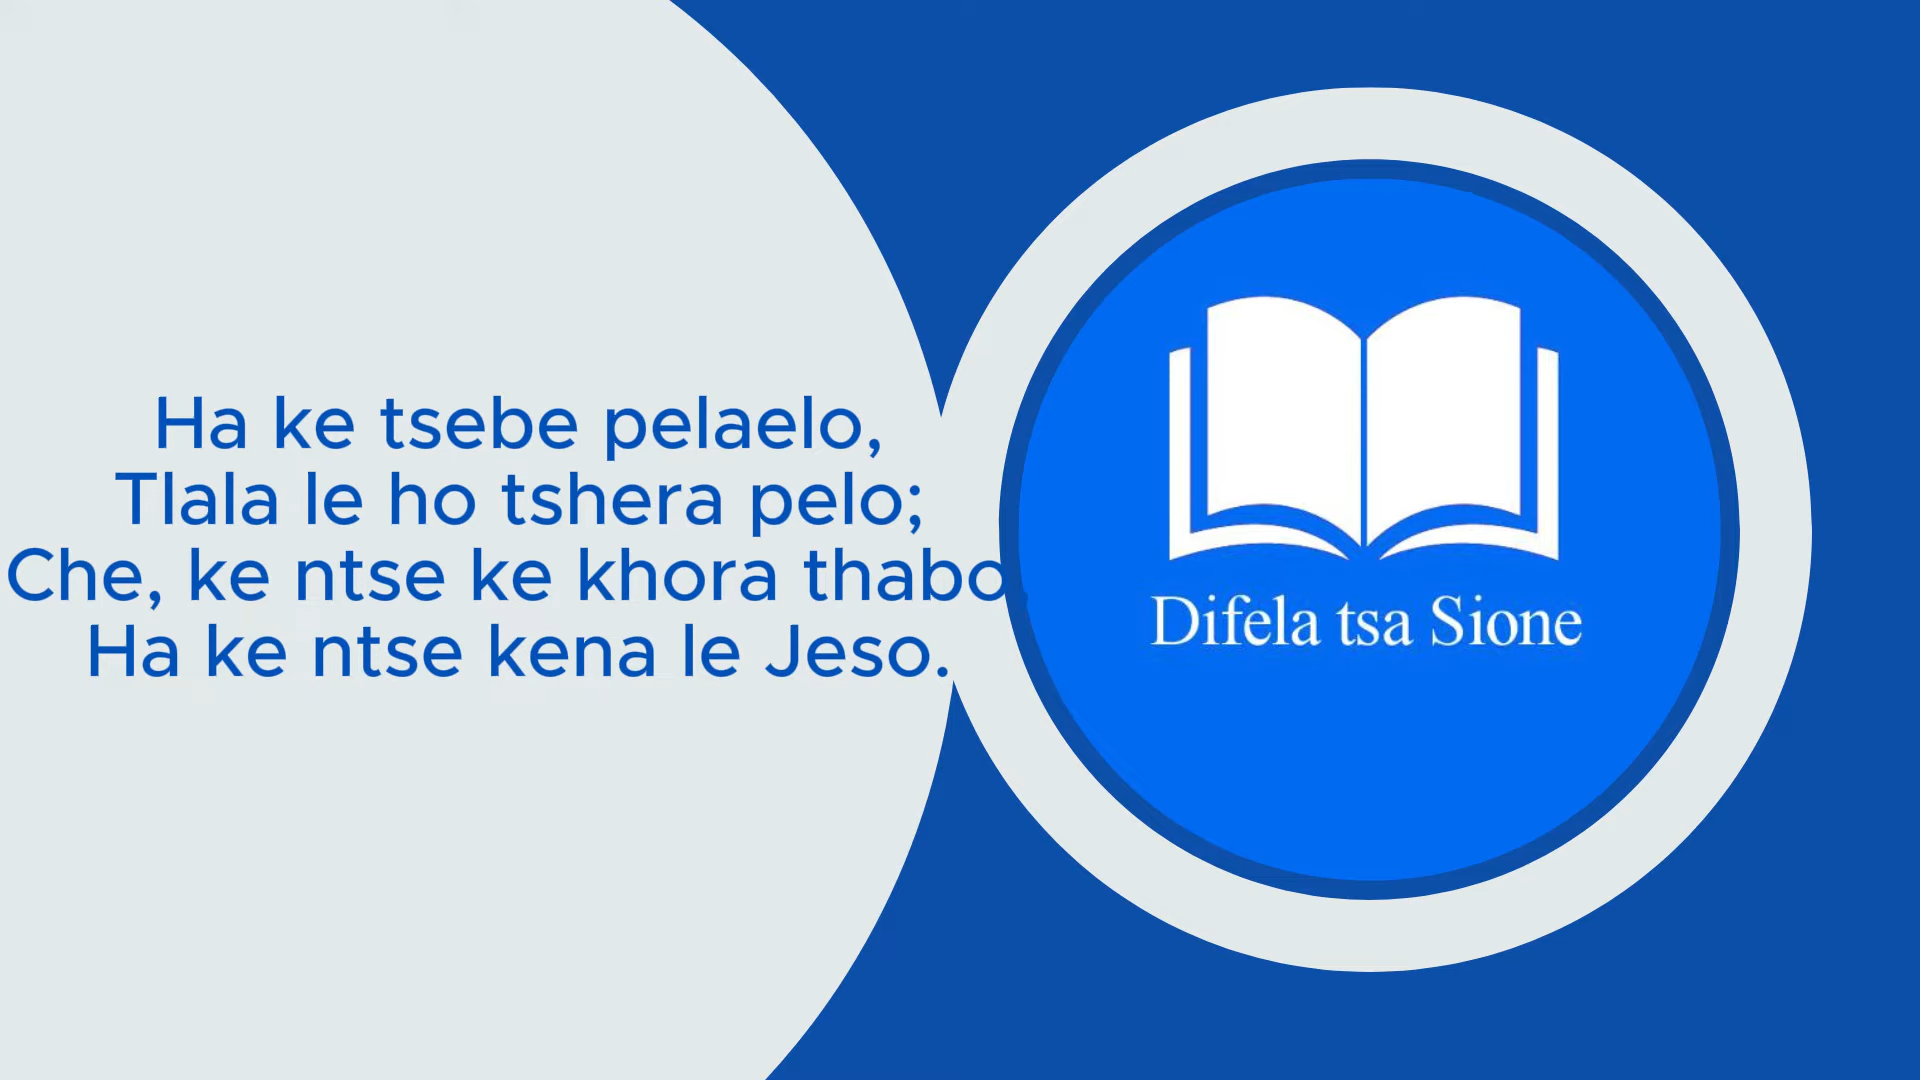 Ha ke tsebe pelaelo,
Tlala le ho tshera pelo;
Che, ke ntse ke khora thabo
Ha ke ntse kena le Jeso.
Difela tsa Sione